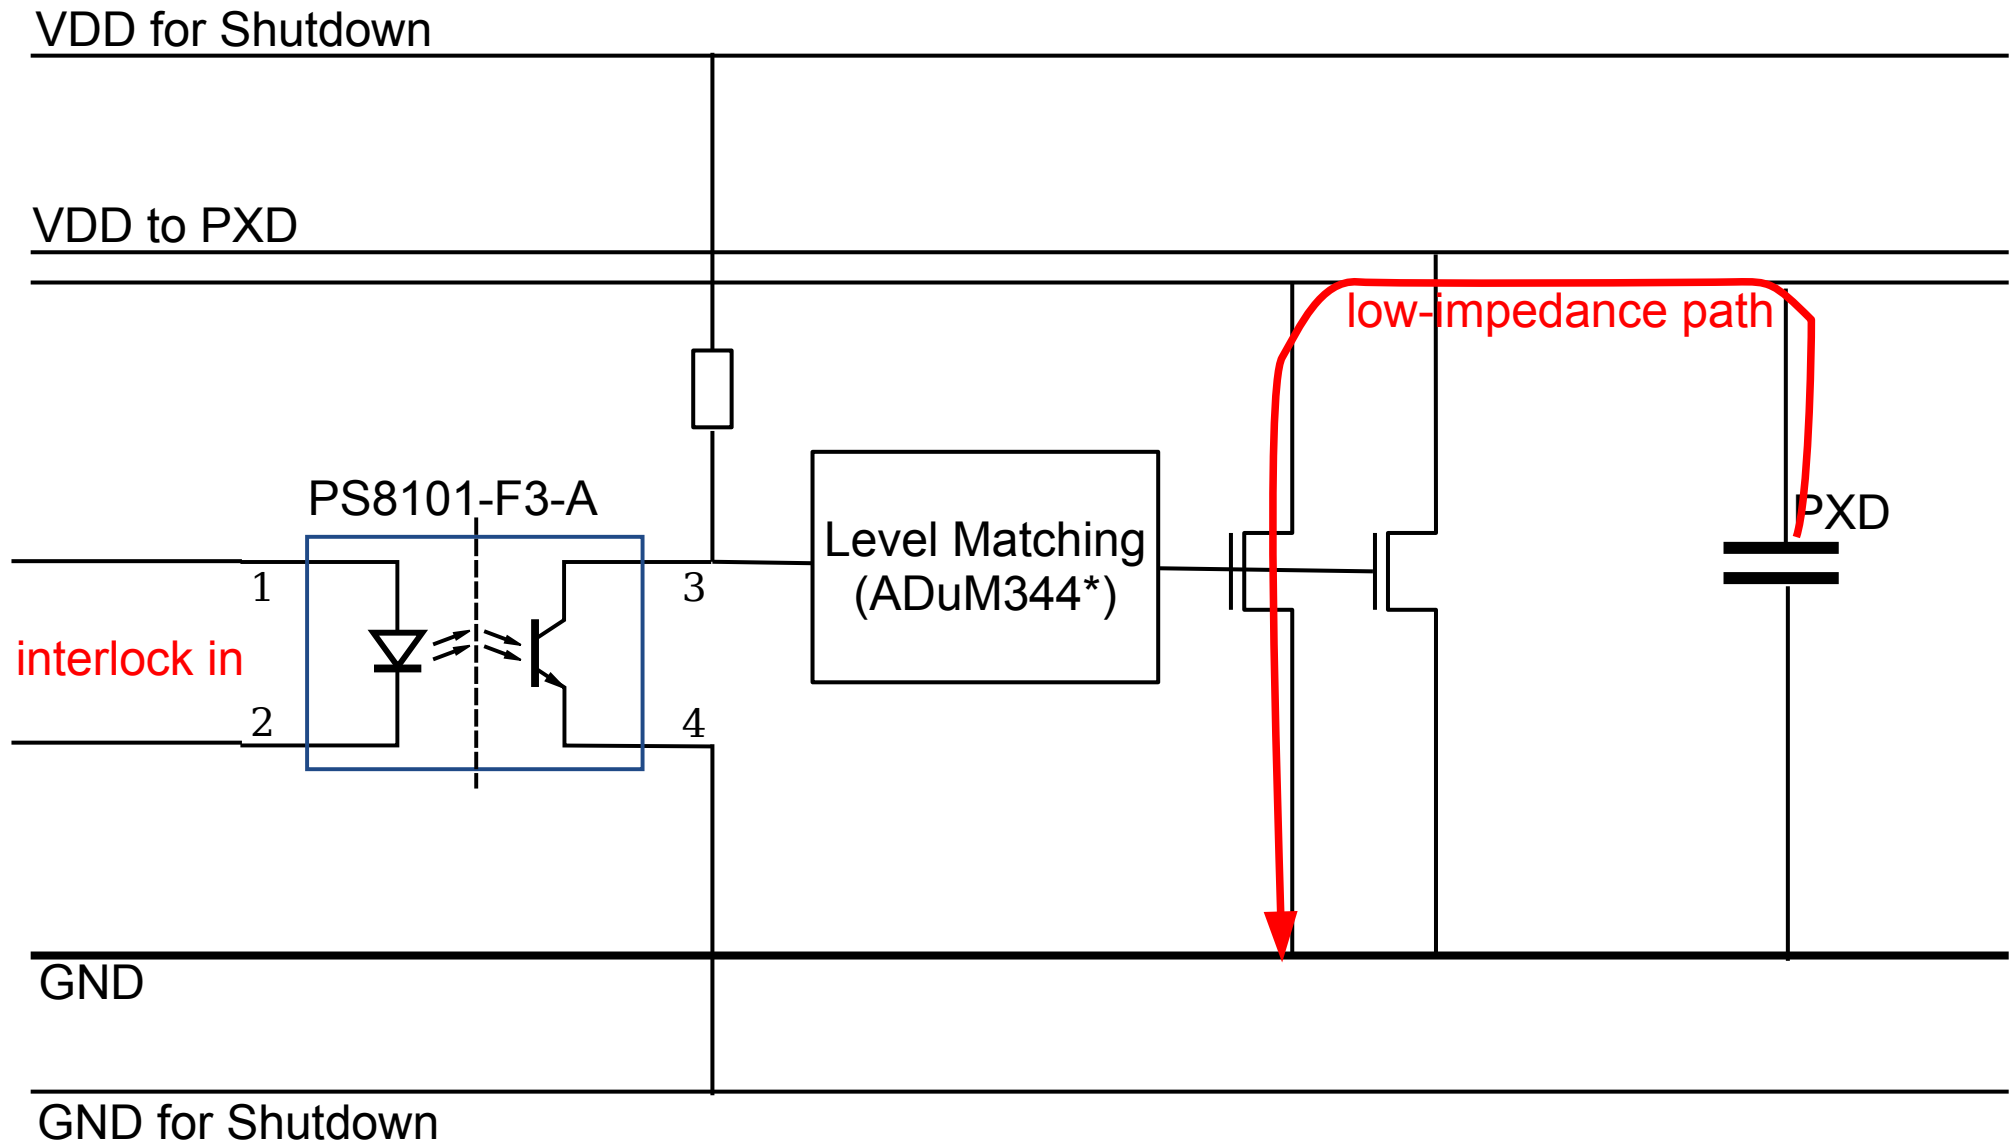 VDD for Shutdown
VDD to PXD
low-impedance path
PS8101-F3-A
PXD
Level Matching
(ADuM344*)
1
3
interlock in
2
4
GND
GND for Shutdown